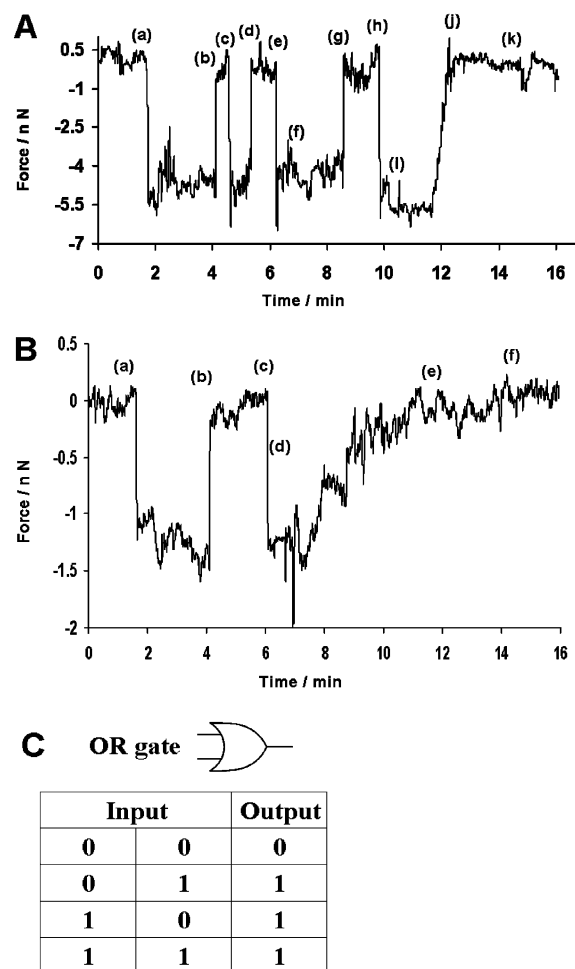 A
(a) (b) (c) (d) (e) (f) (g) (h) (l) (j) (k)
0.5
-1
-2.5
-4
-5.5
-7
Force / n N
0 2 4 6 8 10 12 14 16
Time / min
B
(a) (b) (c) (d) (e) (f)
0.5
0
-0.5
-1
-1.5
-2
Force / n N
0 2 4 6 8 10 12 14 16
Time / min
C OR gate
Input Output
0 0 0
0 1 1
1 0 1
1 1 1